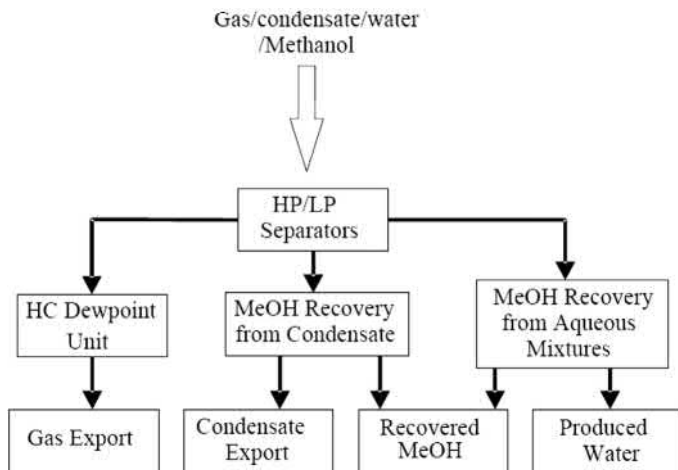 Gas/condensate/water
/Methanol
HP/LP
Separators
HC Dewpoint
Unit
MeOH Recovery
from Condensate
MeOH Recovery
from Aqueous
Mixtures
Gas Export
Condensate
Export
Recovered
MeOH
Produced
Water